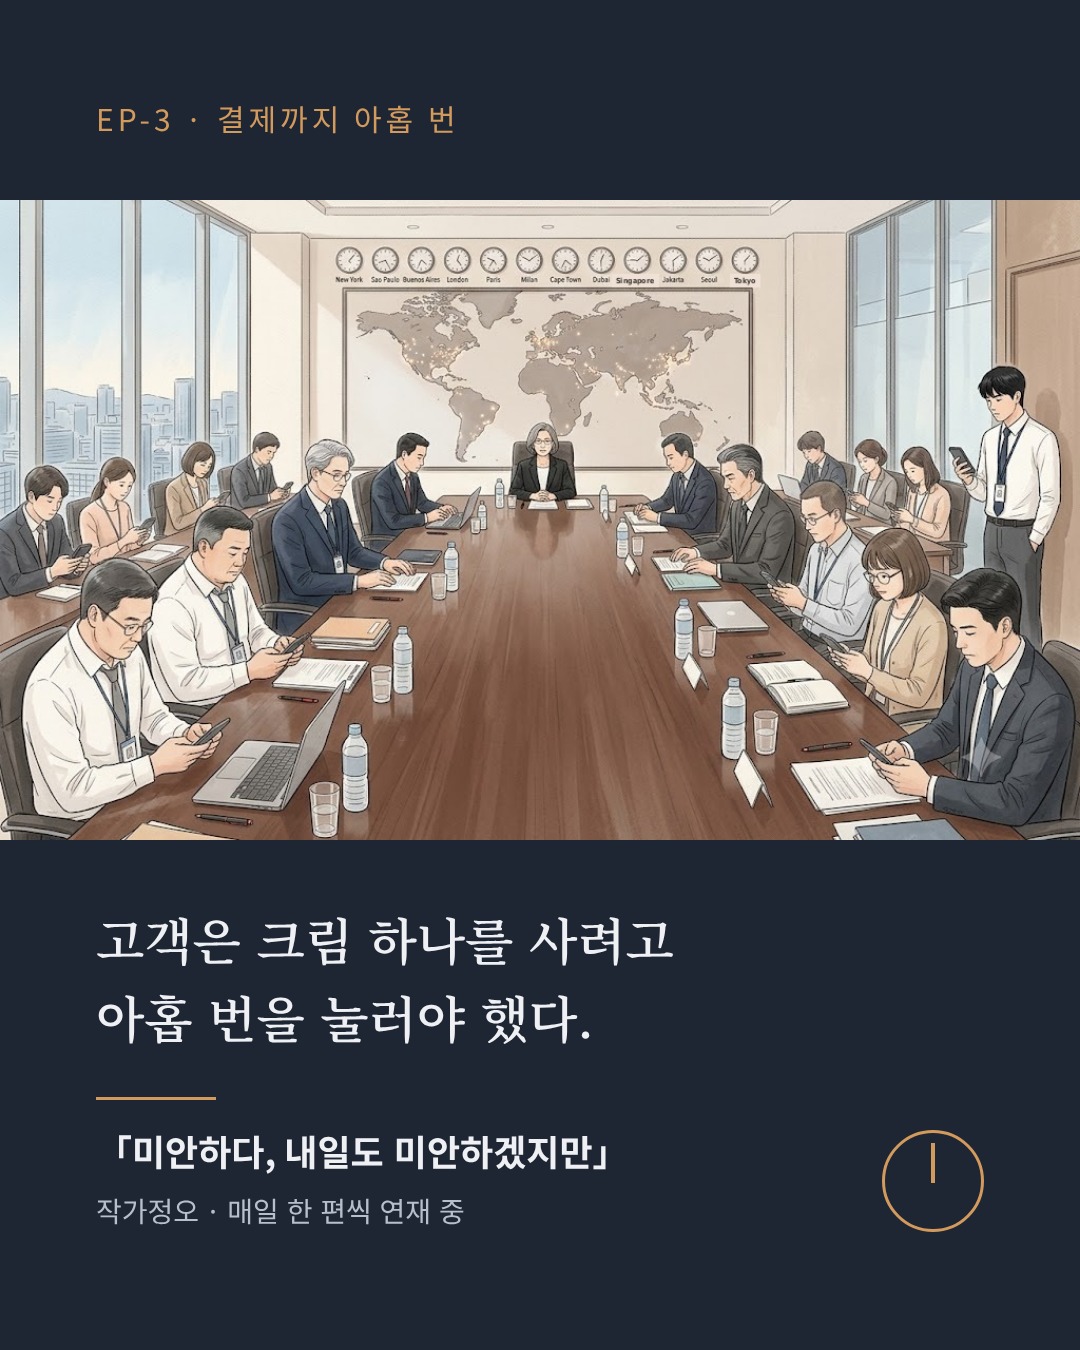 EP-3 · 결제까지 아홉 번
New York Sao Paulo Buenos Aires London Paris Milan Cape Town Dubai Singapore Jakarta Seoul Tokyo
고객은 크림 하나를 사려고
아홉 번을 눌러야 했다.
「미안하다, 내일도 미안하겠지만」
작가정오 · 매일 한 편씩 연재 중